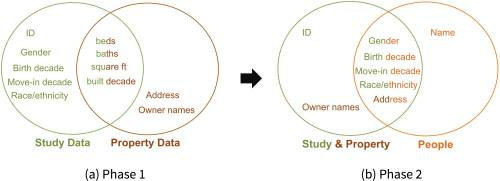 ID
Gender
Birth decade
Move-in decade
Race/ethnicity
beds
baths
square ft
built decade
Address
Owner names
Study Data
Property Data
(a) Phase 1
ID
Name
Gender
Birth decade
Move-in decade
Race/ethnicity
Address
Owner names
Study & Property
People
(b) Phase 2